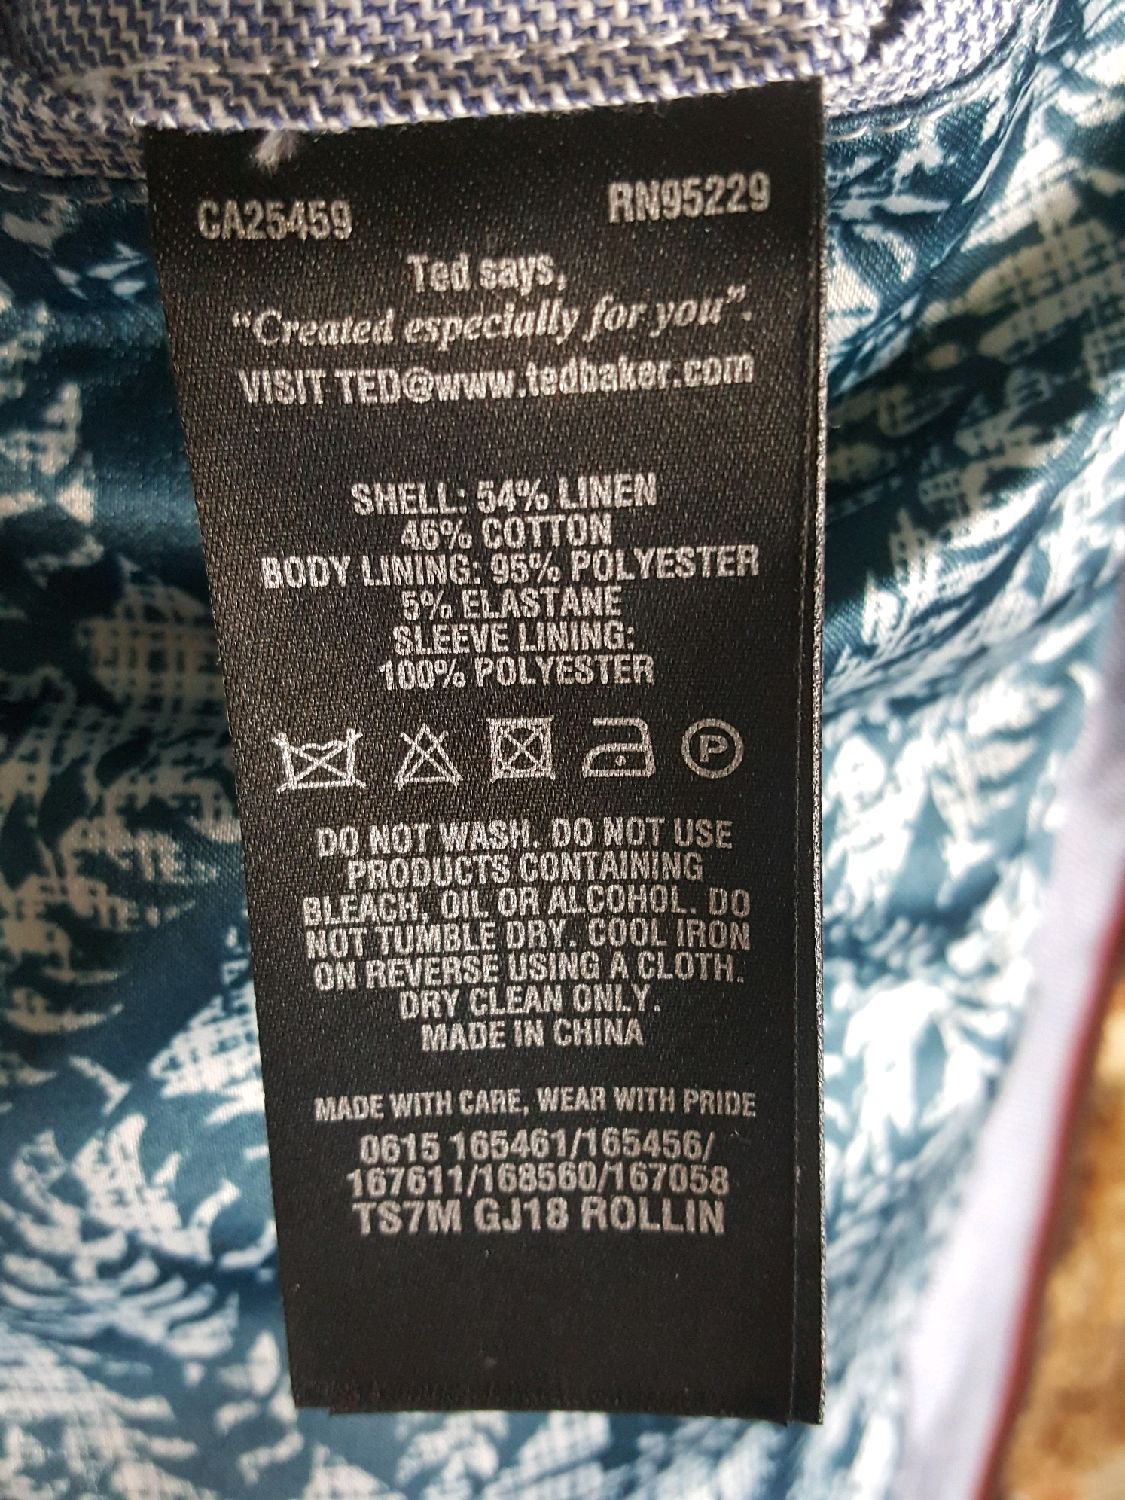 CA25459 RN95229
Ted says,
“Created especially for you”.
VISIT TED@www.tedbaker.com
SHELL: 54% LINEN
46% COTTON
BODY LINING: 95% POLYESTER
5% ELASTANE
SLEEVE LINING:
100% POLYESTER
P
DO NOT WASH. DO NOT USE
PRODUCTS CONTAINING
BLEACH, OIL OR ALCOHOL. DO
NOT TUMBLE DRY. COOL IRON
ON REVERSE USING A CLOTH.
DRY CLEAN ONLY.
MADE IN CHINA
MADE WITH CARE, WEAR WITH PRIDE
0615 165461/165456/
167611/168560/167058
TS7M GJ18 ROLLIN